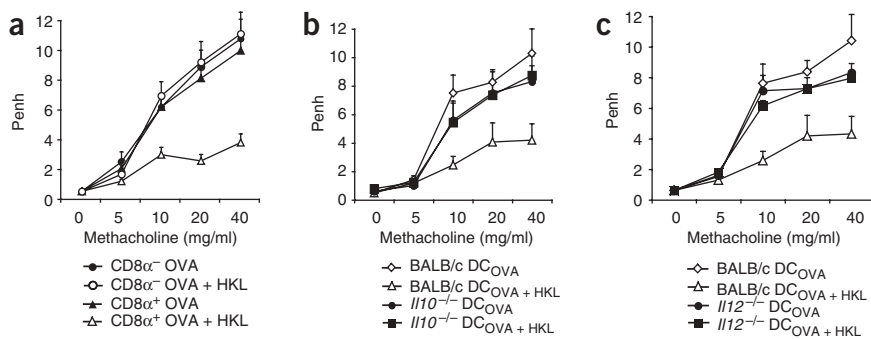 a
Penh
12
10
8
6
4
2
0
0 5 10 20 40
Methacholine (mg/ml)
CD8α⁻ OVA
CD8α⁻ OVA + HKL
CD8α⁺ OVA
CD8α⁺ OVA + HKL
b
Penh
12
10
8
6
4
2
0
0 5 10 20 40
Methacholine (mg/ml)
BALB/c DC_OVA
BALB/c DC_OVA + HKL
Il10⁻/⁻ DC_OVA
Il10⁻/⁻ DC_OVA + HKL
c
Penh
12
10
8
6
4
2
0
0 5 10 20 40
Methacholine (mg/ml)
BALB/c DC_OVA
BALB/c DC_OVA + HKL
Il12⁻/⁻ DC_OVA
Il12⁻/⁻ DC_OVA + HKL